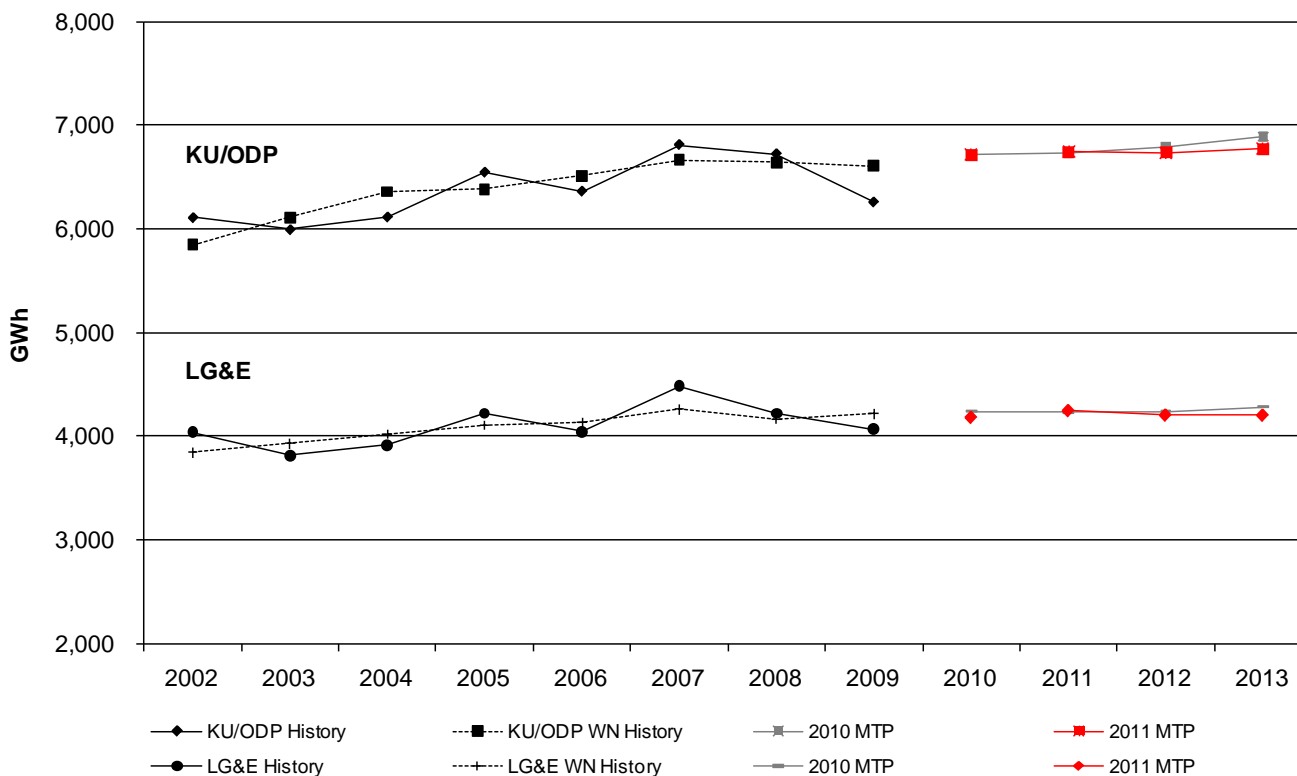 8,000
7,000
KU/ODP
6,000
5,000
GWh
LG&E
4,000
3,000
2,000
2002 2003 2004 2005 2006 2007 2008 2009 2010 2011 2012 2013
KU/ODP History KU/ODP WN History 2010 MTP 2011 MTP
LG&E History LG&E WN History 2010 MTP 2011 MTP